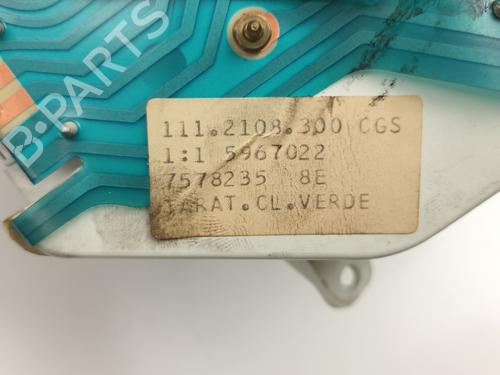 B-PARTS
111.2108.300 CGS
1:1 5967022
7578235 8E
TARAT.CL.VERDE